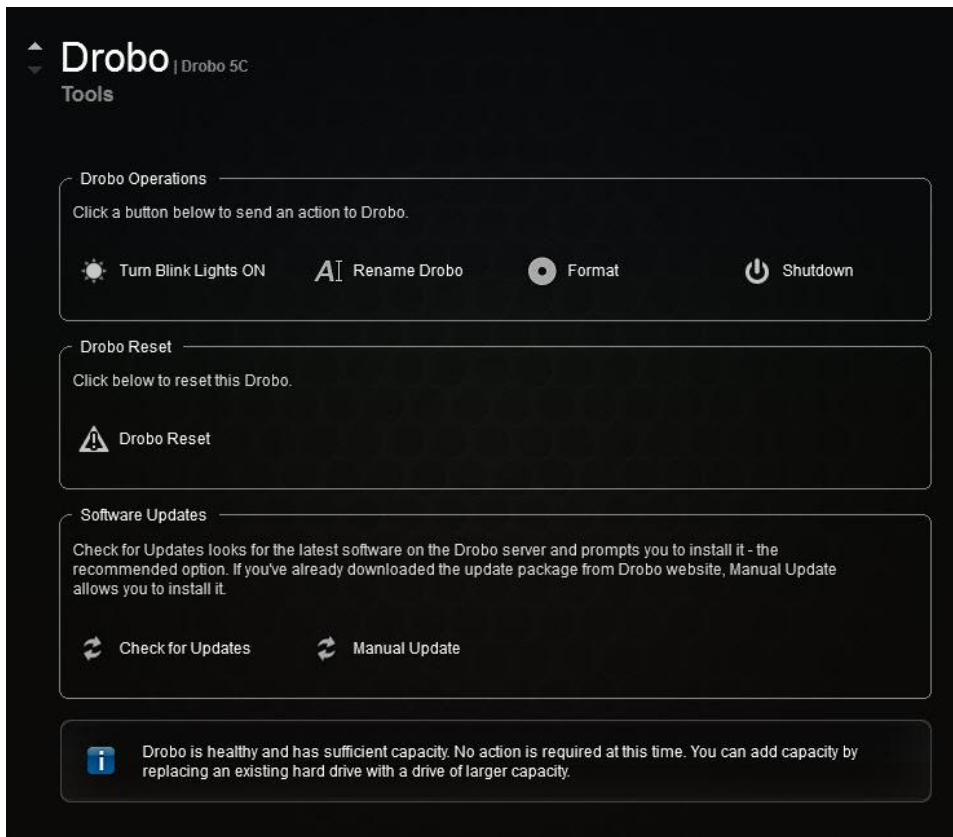 Drobo | Drobo 5C
Tools
Drobo Operations
Click a button below to send an action to Drobo.
Turn Blink Lights ON
Rename Drobo
Format
Shutdown
Drobo Reset
Click below to reset this Drobo.
Drobo Reset
Software Updates
Check for Updates looks for the latest software on the Drobo server and prompts you to install it - the
recommended option. If you've already downloaded the update package from Drobo website, Manual Update
allows you to install it.
Check for Updates
Manual Update
Drobo is healthy and has sufficient capacity. No action is required at this time. You can add capacity by
replacing an existing hard drive with a drive of larger capacity.